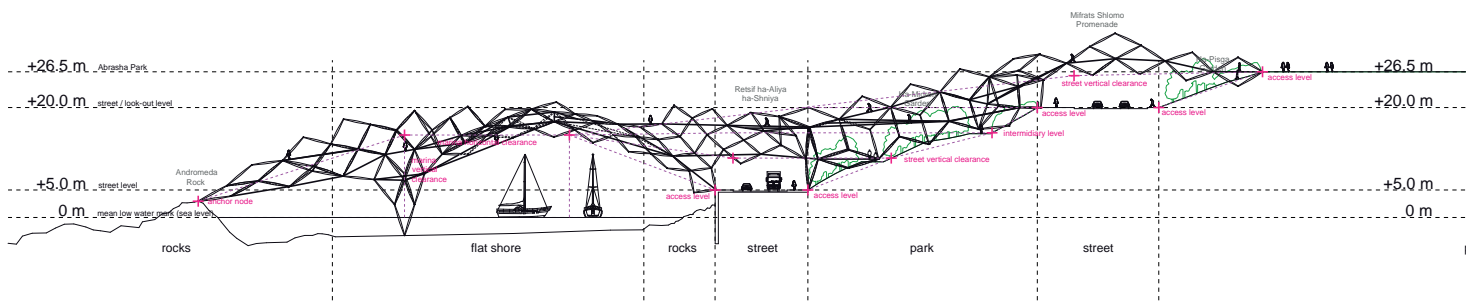 Mifrats Shlomo
Promenade
+26.5 m
Abrasha Park
+26.5 m
access level
street vertical clearance
Retsif ha-Aliya
ha-Shniya
+20.0 m
street / look-out level
+20.0 m
access level
access level
intermidiary level
clearance
marina
vertical
clearance
street vertical clearance
Andromeda
Rock
+5.0 m
street level
+5.0 m
access level
access level
anchor node
0 m
mean low water mark (sea level)
0 m
rocks
flat shore
rocks
street
park
street